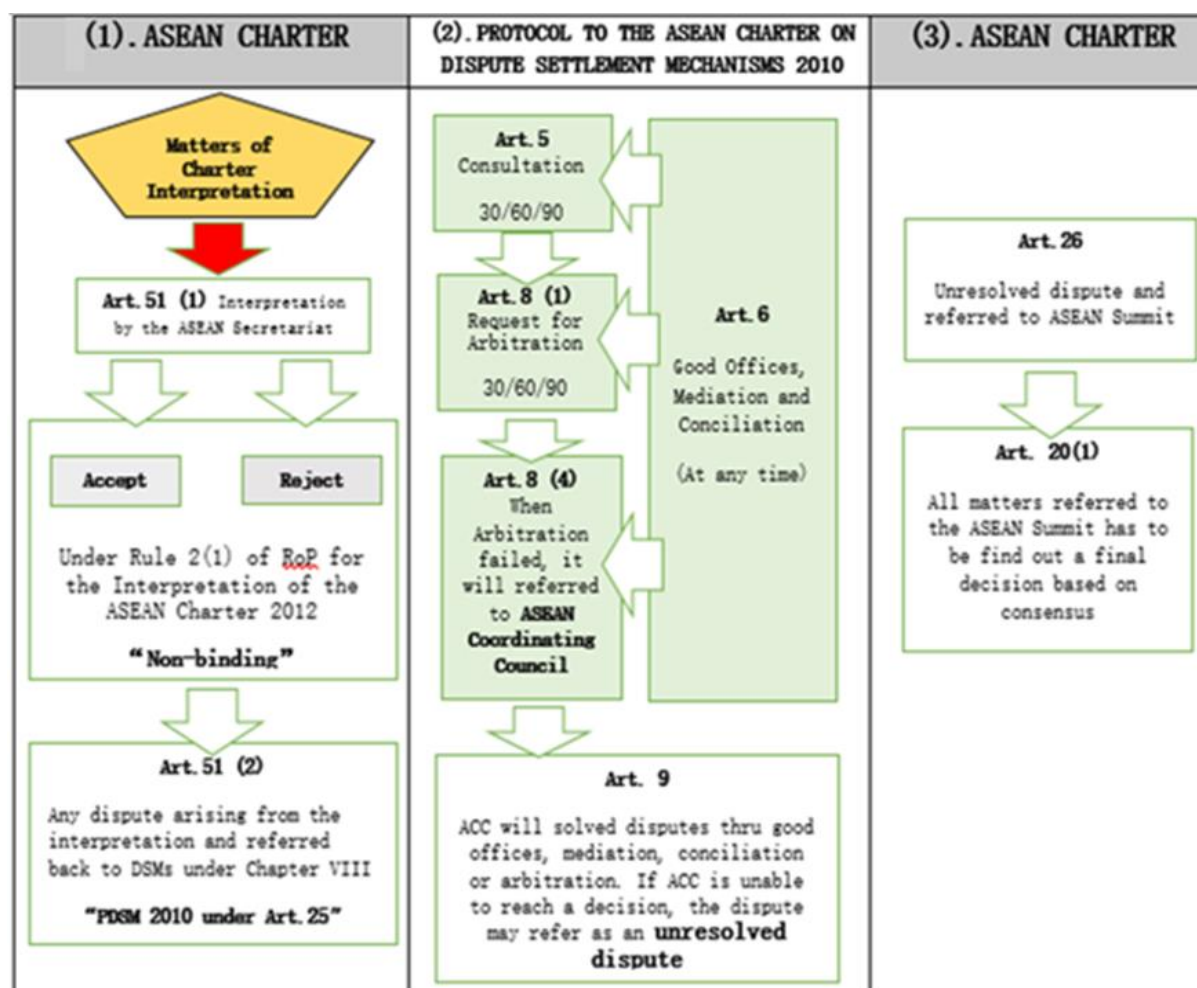 (1). ASEAN CHARTER
Matters of
Charter
Interpretation
Art.51 (1) Interpretation
by the ASEAN Secretariat
Accept
Reject
Under Rule 2(1) of RoP for
the Interpretation of the
ASEAN Charter 2012
“Non-binding”
Art.51 (2)
Any dispute arising from the
interpretation and referred
back to DSMs under Chapter VIII
“PDSM 2010 under Art.25”
(2). PROTOCOL TO THE ASEAN CHARTER ON
DISPUTE SETTLEMENT MECHANISMS 2010
Art.5
Consultation
30/60/90
Art.8 (1)
Request for
Arbitration
30/60/90
Art.8 (4)
When
Arbitration
failed, it
will referred
to ASEAN
Coordinating
Council
Art.6
Good Offices,
Mediation and
Conciliation
(At any time)
Art. 9
ACC will solved disputes thru good
offices, mediation, conciliation
or arbitration. If ACC is unable
to reach a decision, the dispute
may refer as an unresolved
dispute
(3). ASEAN CHARTER
Art.26
Unresolved dispute and
referred to ASEAN Summit
Art. 20(1)
All matters referred to
the ASEAN Summit has to
be find out a final
decision based on
consensus